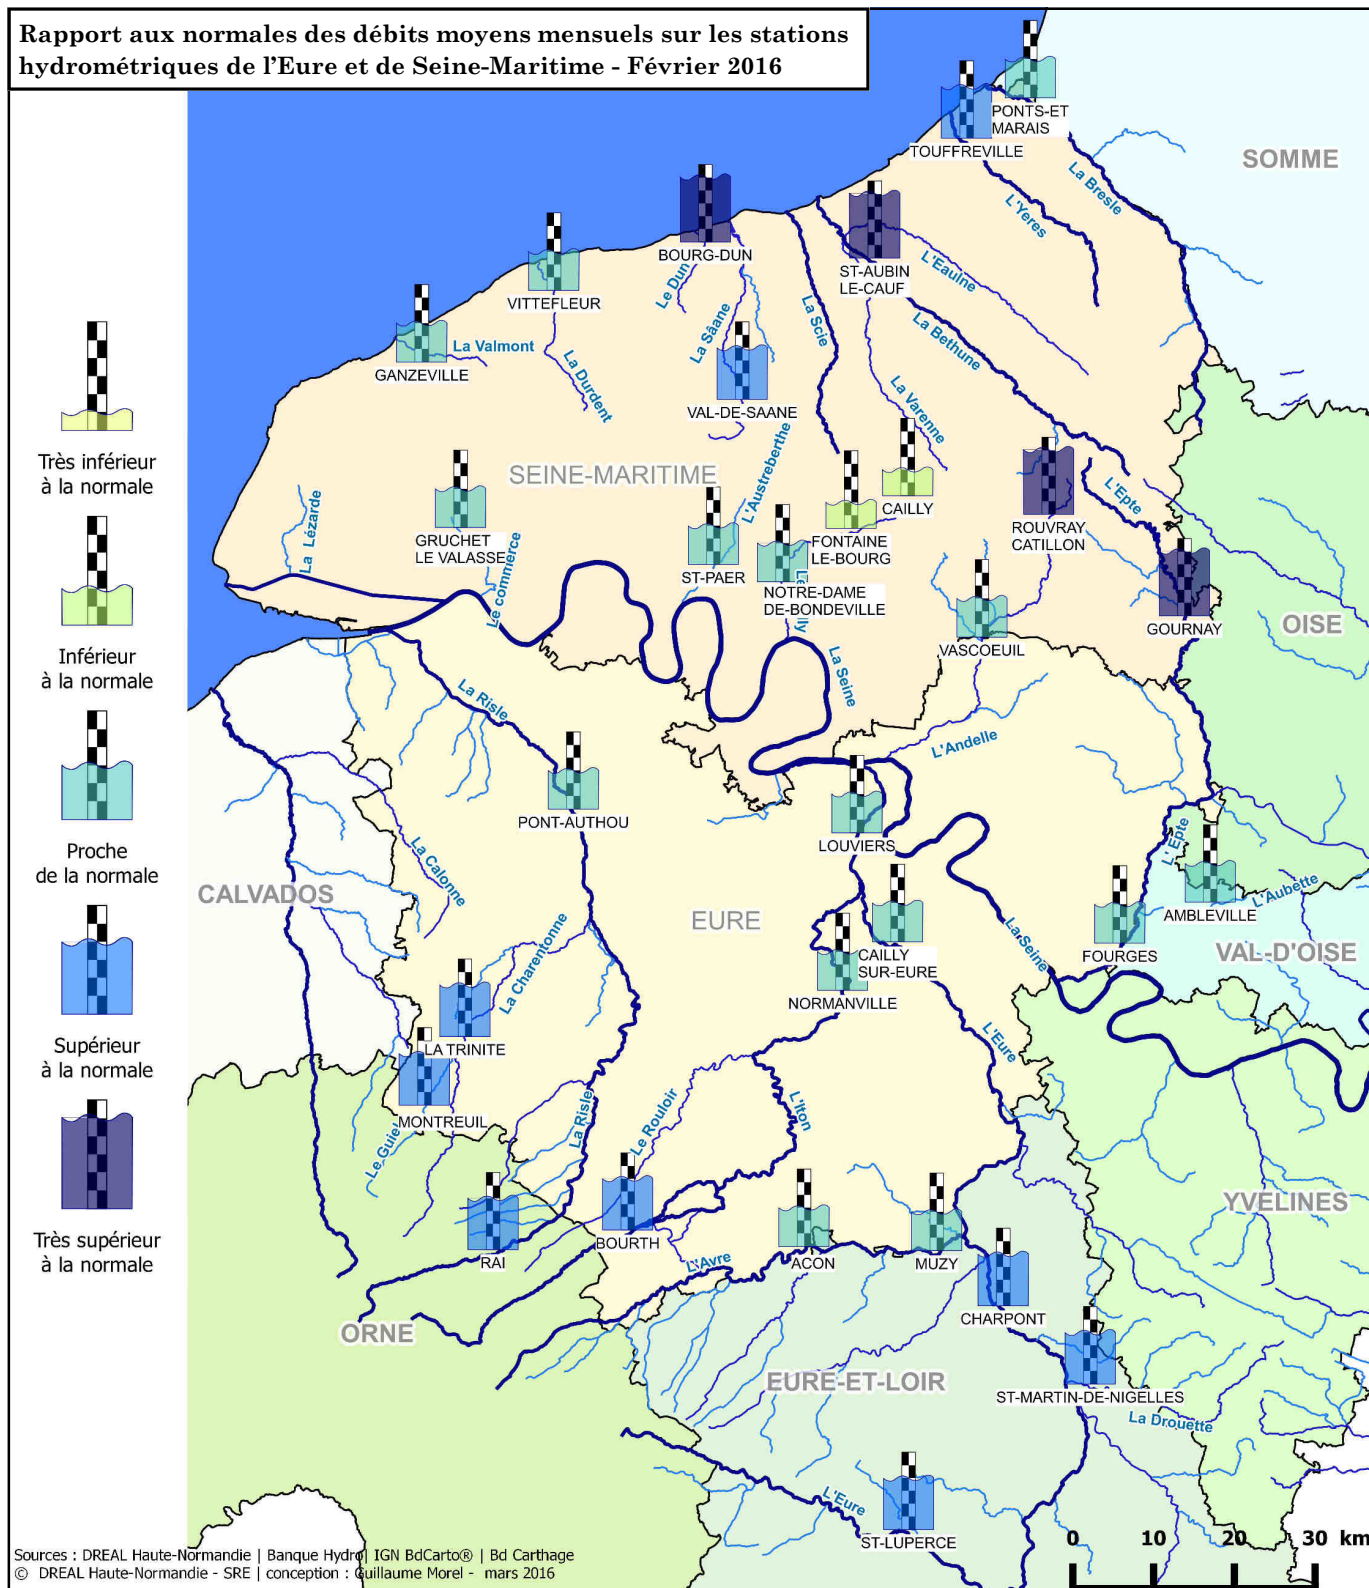 Rapport aux normales des débits moyens mensuels sur les stations
hydrométriques de l'Eure et de Seine-Maritime - Février 2016
PONTS-ET
MARAIS
TOUFFREVILLE
SOMME
La Bresle
L'Yeres
BOURG-DUN
ST-AUBIN
LE-CAUF
L'Eaulne
Le Dun
VITTEFLEUR
La Sâane
La Scie
La Bethune
La Valmont
GANZEVILLE
La Durdent
VAL-DE-SAANE
La Varenne
L'Austreberthe
SEINE-MARITIME
Très inférieur
à la normale
CAILLY
L'Epte
La Lézarde
GRUCHET
LE VALASSE
FONTAINE
LE-BOURG
ROUVRAY
CATILLON
Le commerce
ST-PAER
NOTRE-DAME
DE-BONDEVILLE
lly
GOURNAY
OISE
VASCOEUIL
Inférieur
à la normale
La Seine
La Risle
L'Andelle
PONT-AUTHOU
LOUVIERS
Proche
de la normale
L'Epte
La Calonne
CALVADOS
L'Aubette
AMBLEVILLE
EURE
La Charentonne
CAILLY
SUR-EURE
La Seine
FOURGES
VAL-D'OISE
NORMANVILLE
Supérieur
à la normale
LA TRINITE
L'Eure
MONTREUIL
La Risler
Le Rouloir
L'Iton
Le Guiel
YVELINES
Très supérieur
à la normale
RAI
BOURTH
L'Avre
ACON
MUZY
CHARPONT
ORNE
EURE-ET-LOIR
ST-MARTIN-DE-NIGELLES
La Drouette
L'Eure
ST-LUPERCE
0 10 20 30 km
Sources : DREAL Haute-Normandie | Banque Hydro| IGN BdCarto® | Bd Carthage
© DREAL Haute-Normandie - SRE | conception : Guillaume Morel - mars 2016